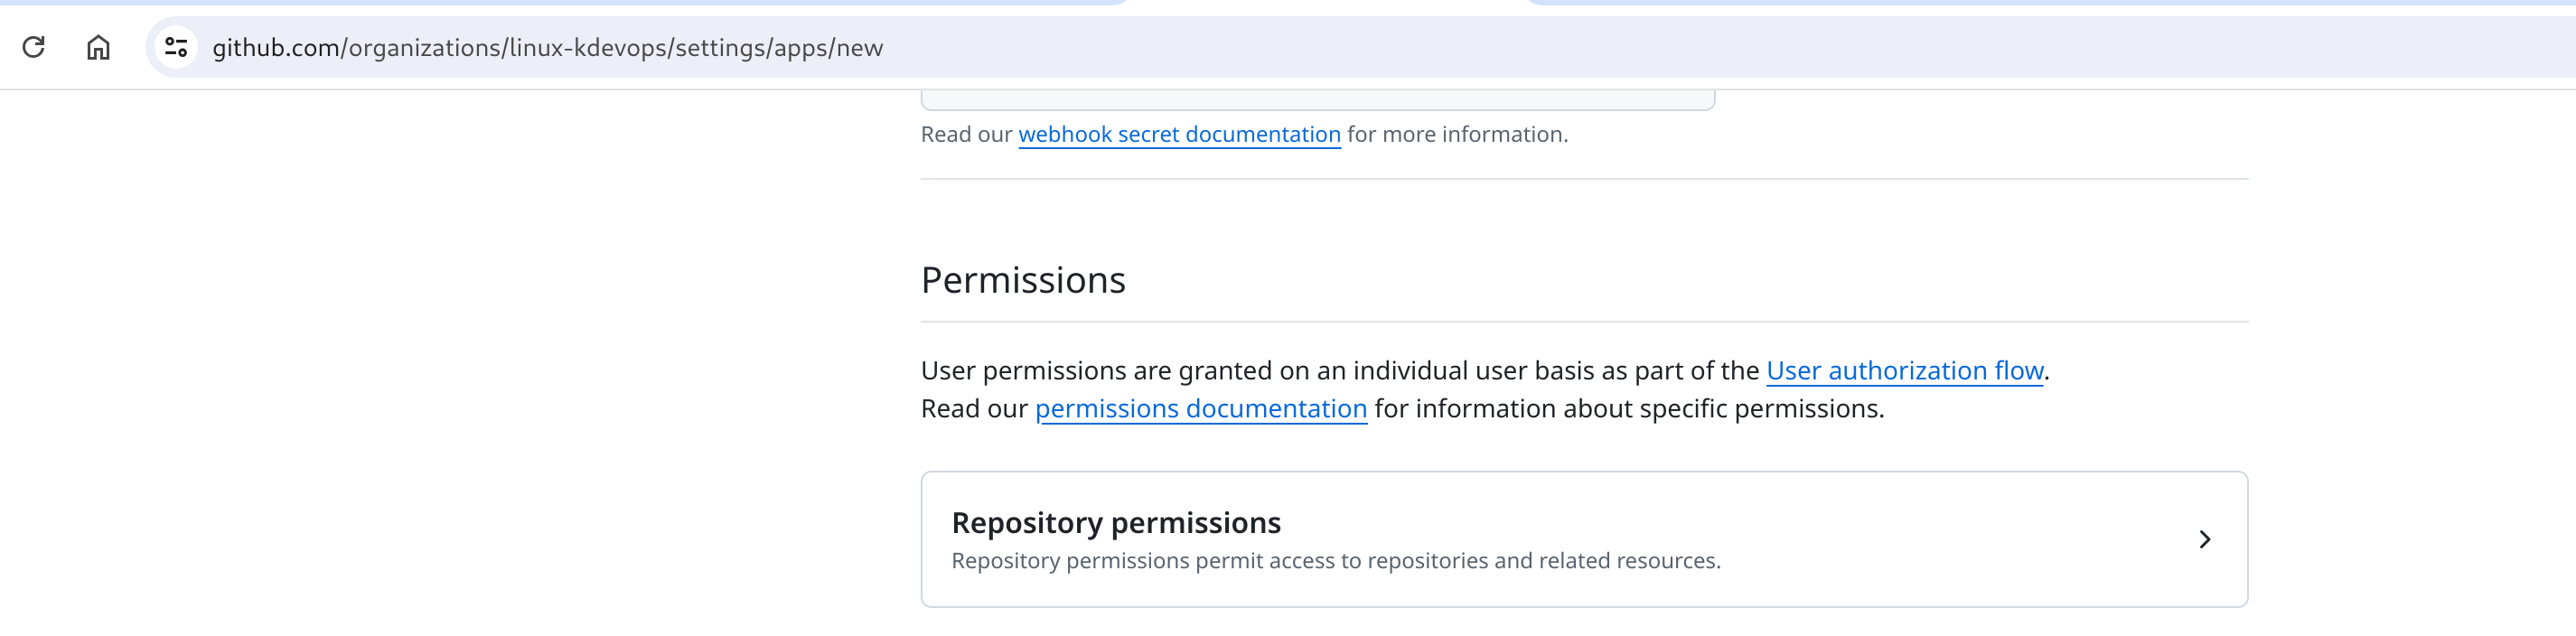 github.com/organizations/linux-kdevops/settings/apps/new
Read our webhook secret documentation for more information.
Permissions
User permissions are granted on an individual user basis as part of the User authorization flow.
Read our permissions documentation for information about specific permissions.
Repository permissions
Repository permissions permit access to repositories and related resources.